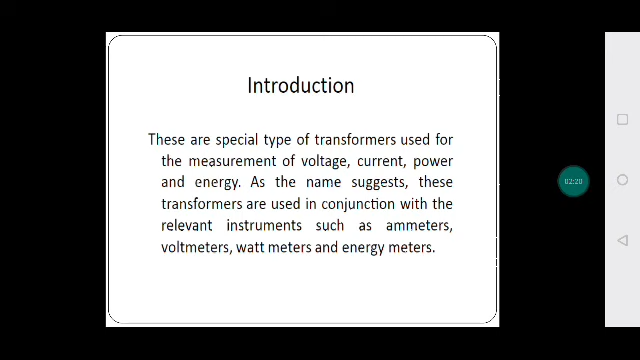 Introduction
These are special type of transformers used for
the measurement of voltage, current, power
and energy. As the name suggests, these
transformers are used in conjunction with the
relevant instruments such as ammeters,
voltmeters, watt meters and energy meters.
02:20